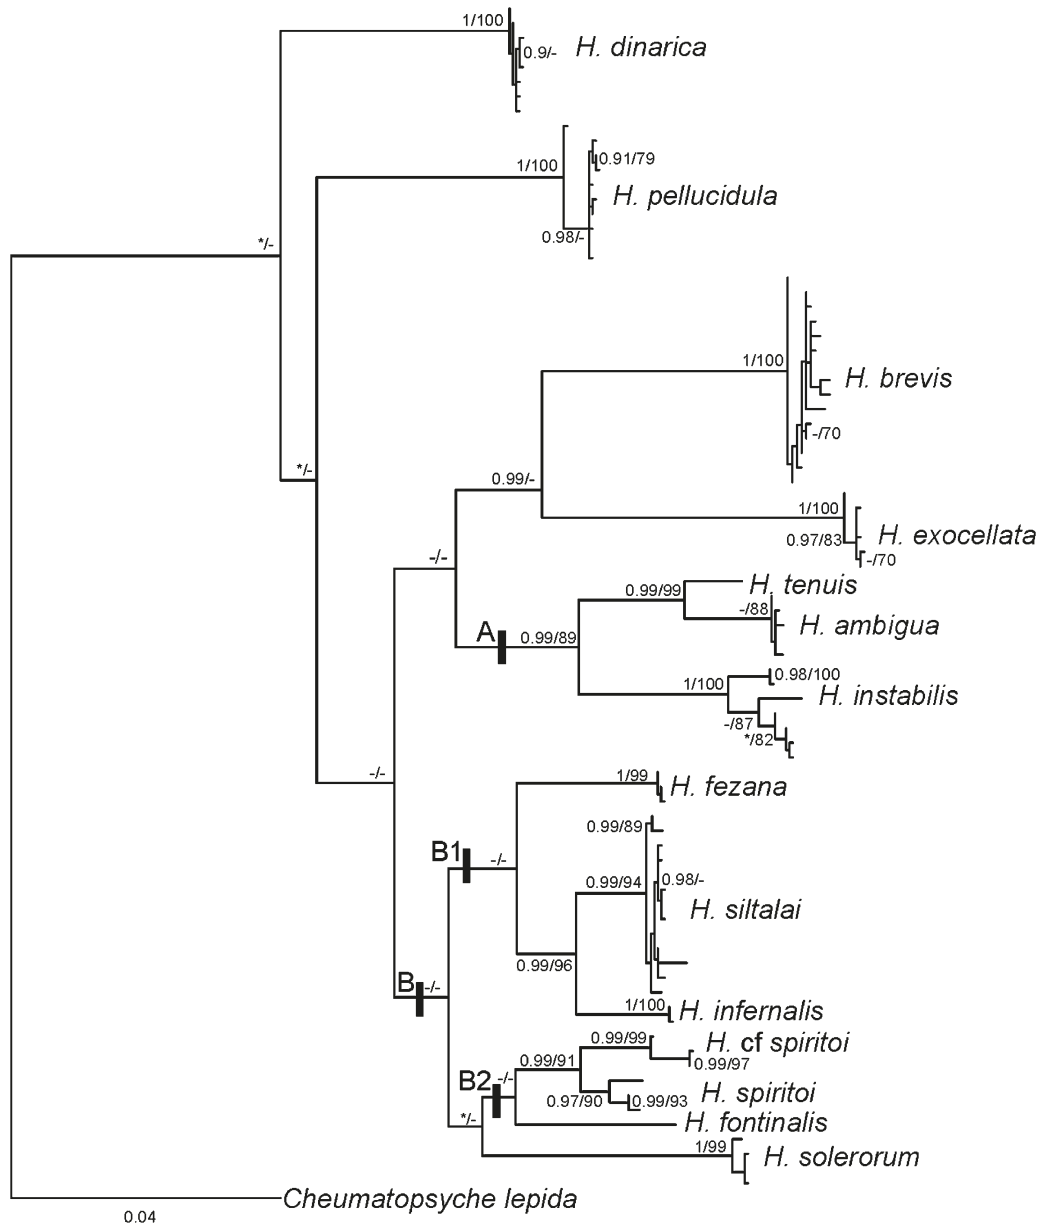 1/100
0.9/-
H. dinarica
1/100
0.91/79
H. pellucidula
0.98/-
*/-
1/100
H. brevis
-/70
*/-
0.99/-
1/100
0.97/83
H. exocellata
-/70
-/-
0.99/99
H. tenuis
-/88
H. ambigua
A
0.99/89
1/100
0.98/100
H. instabilis
-/87
*/82
-/-
1/99
H. fezana
0.99/89
B1
-/-
0.99/94
0.98/-
H. siltalai
0.99/96
B
-/-
1/100
H. infernalis
0.99/99
H. cf spiritoi
0.99/97
0.99/91
B2
-/-
0.97/90
0.99/93
H. spiritoi
H. fontinalis
*/-
1/99
H. solerorum
Cheumatopsyche lepida
0.04